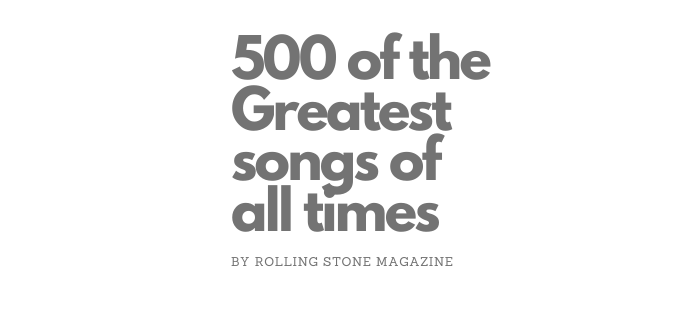 500 of the
Greatest
songs of
all times
BY ROLLING STONE MAGAZINE